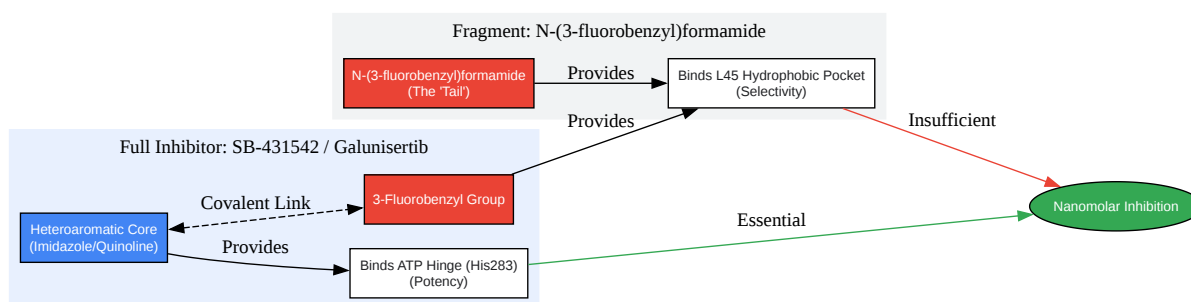 Fragment: N-(3-fluorobenzyl)formamide
N-(3-fluorobenzyl)formamide
(The 'Tail')
Provides
Binds L45 Hydrophobic Pocket
(Selectivity)
Provides
Insufficient
Full Inhibitor: SB-431542 / Galunisertib
Covalent Link
3-Fluorobenzyl Group
Heteroaromatic Core
(Imidazole/Quinoline)
Provides
Binds ATP Hinge (His283)
(Potency)
Essential
Nanomolar Inhibition